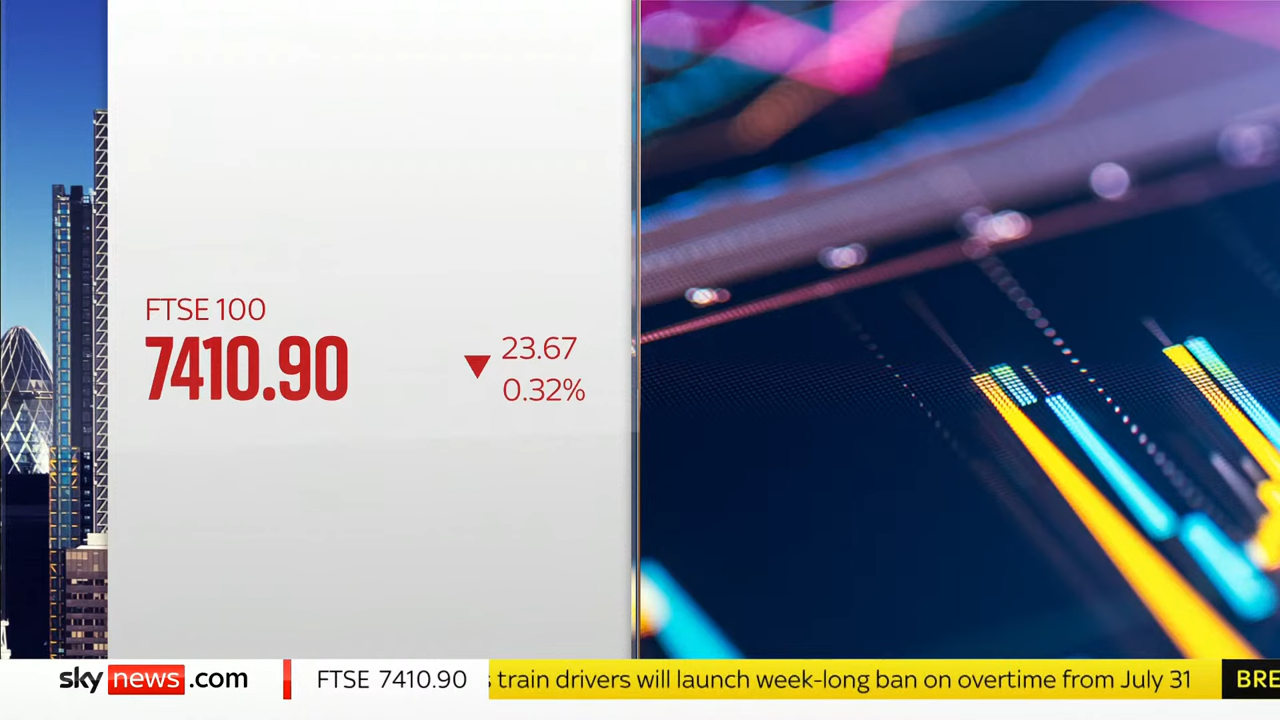 FTSE 100
7410.90
▼ 23.67
0.32%
sky news.com
FTSE 7410.90
train drivers will launch week-long ban on overtime from July 31